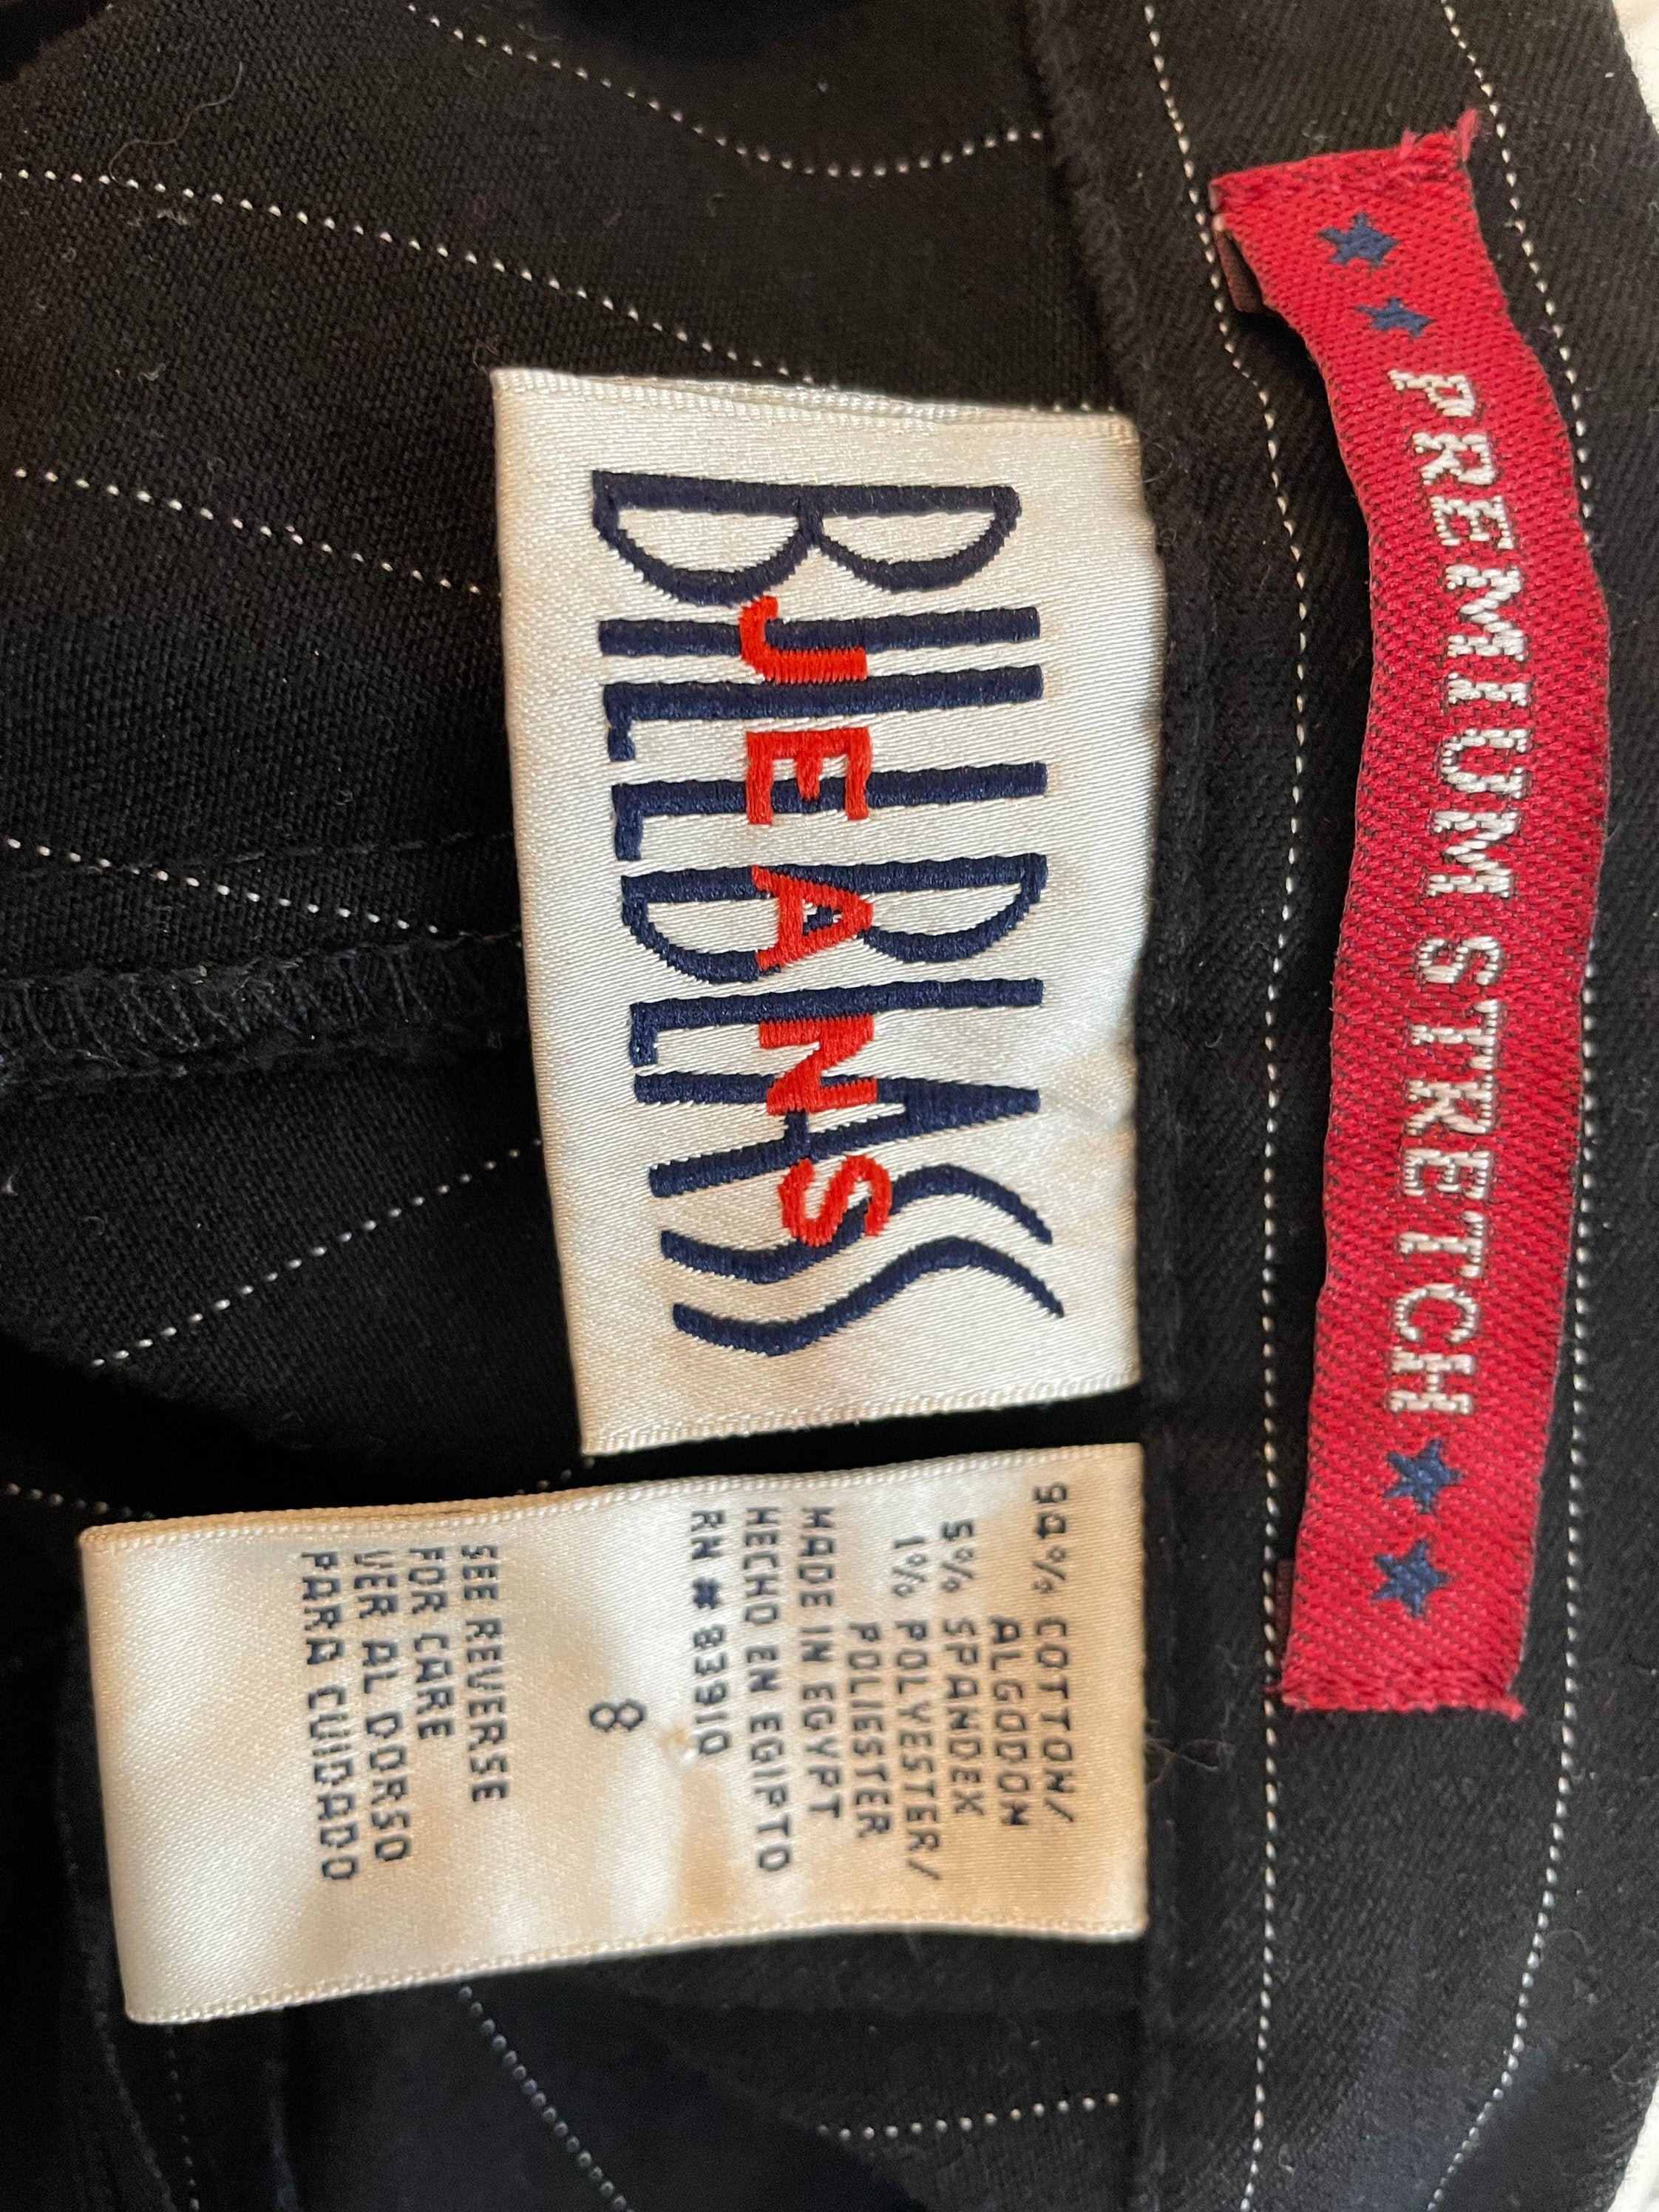 PREMIUM STRETCH
BILL BLASS
JEANS
94% COTTON/
ALGODON
5% SPANDEX
1% POLYESTER/
POLIESTER
MADE IN EGYPT
HECHO EN EGIPTO
RN # 83910
8
SEE REVERSE
FOR CARE
VER AL DORSO
PARA CUIDADO